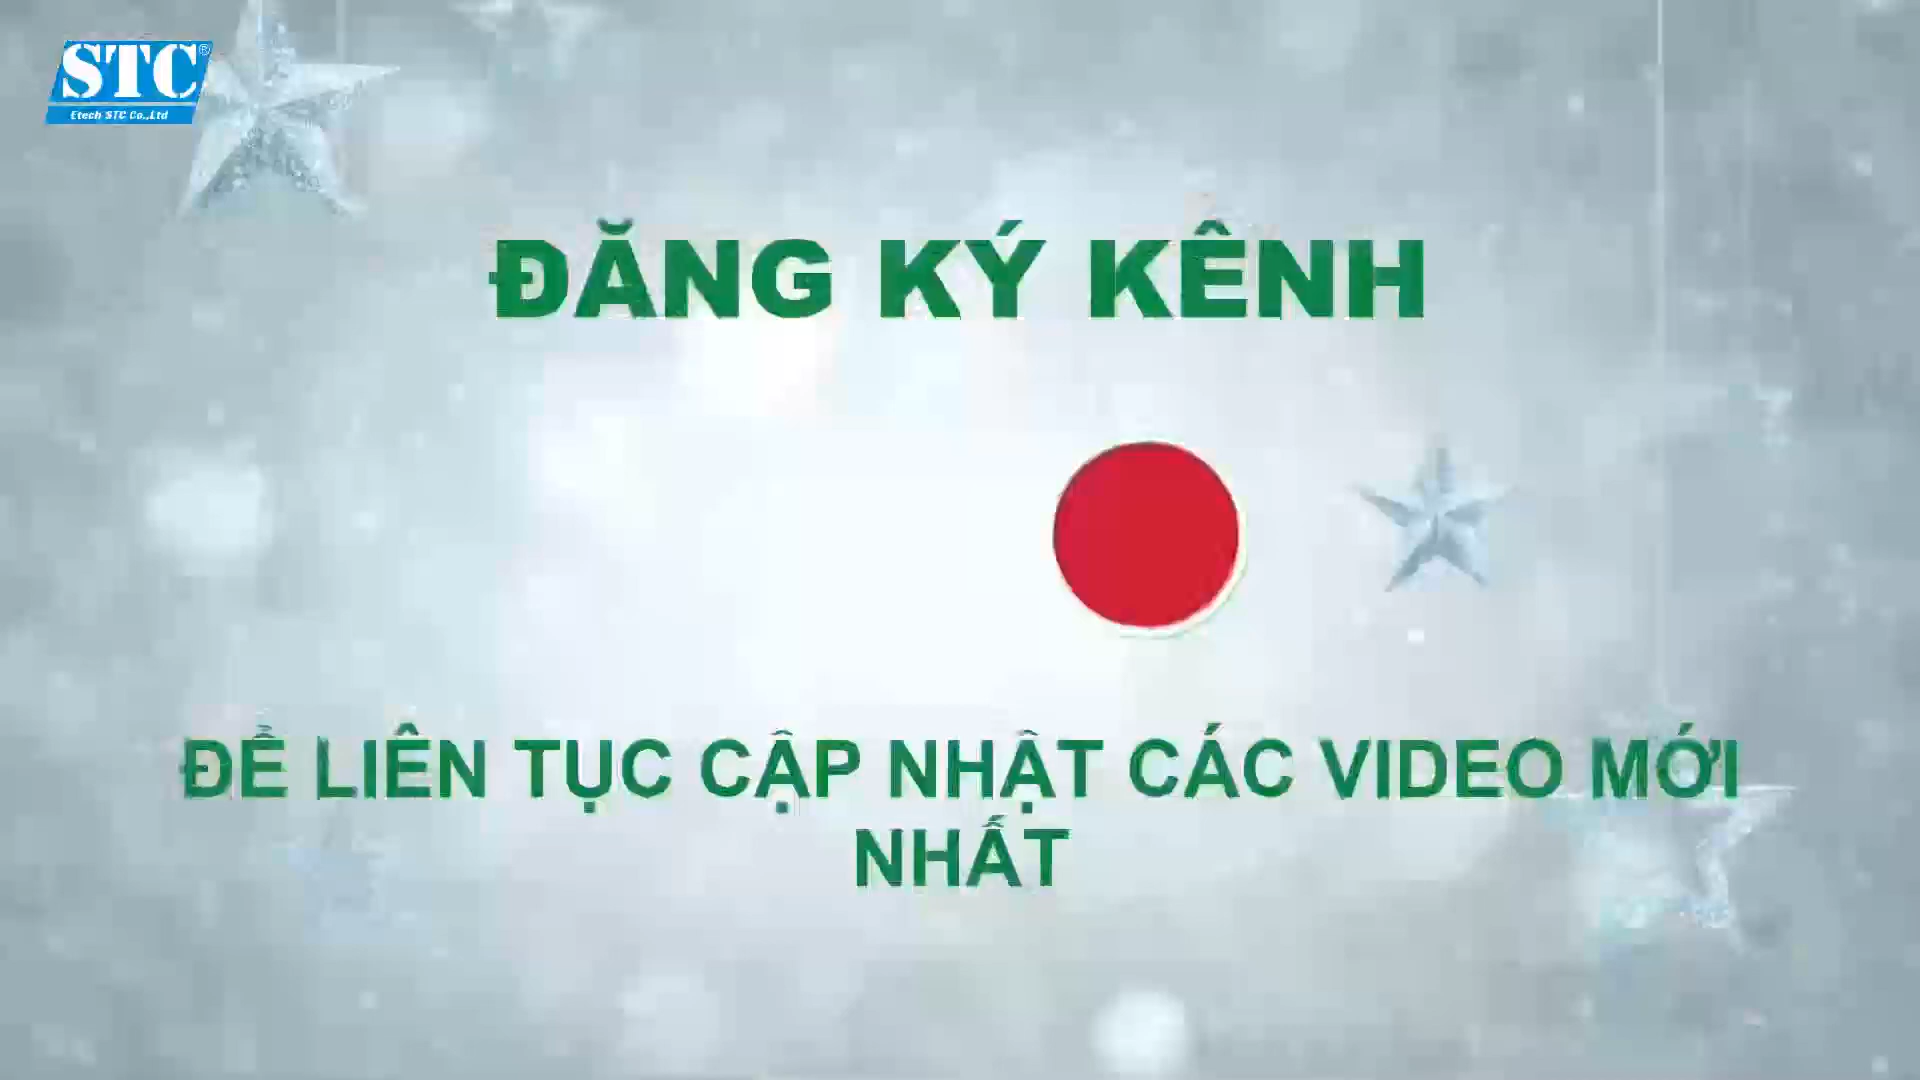 STC®
Etech STC Co.,Ltd
ĐĂNG KÝ KÊNH
ĐỂ LIÊN TỤC CẬP NHẬT CÁC VIDEO MỚI
NHẤT